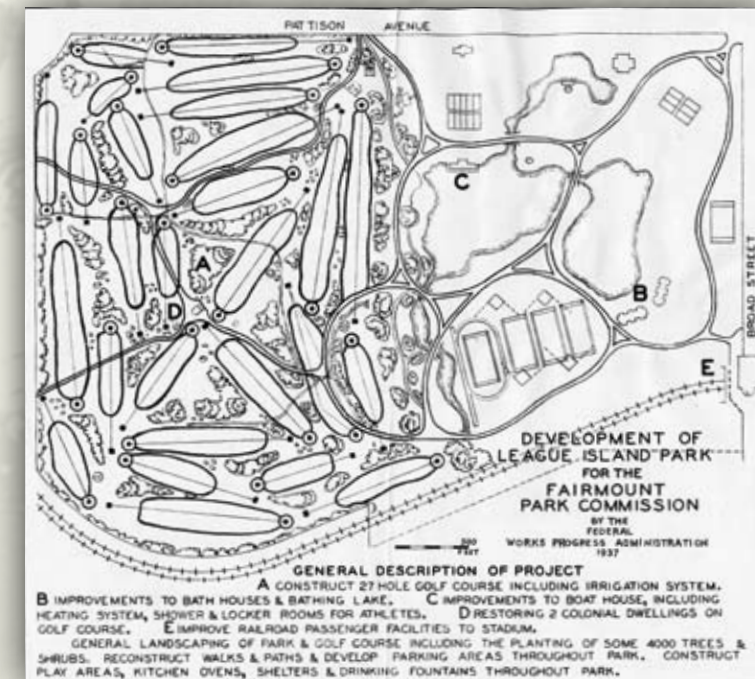 PATTISON AVENUE
C
A
D
B
BROAD STREET
E
DEVELOPMENT OF
LEAGUE ISLAND PARK
FOR THE
FAIRMOUNT
PARK COMMISSION
BY THE
FEDERAL
WORKS PROGRESS ADMINISTRATION
1937
500
FEET
GENERAL DESCRIPTION OF PROJECT
A CONSTRUCT 27 HOLE GOLF COURSE INCLUDING IRRIGATION SYSTEM.
B IMPROVEMENTS TO BATH HOUSES & BATHING LAKE. C IMPROVEMENTS TO BOAT HOUSE, INCLUDING
HEATING SYSTEM, SHOWER & LOCKER ROOMS FOR ATHLETES. D RESTORING 2 COLONIAL DWELLINGS ON
GOLF COURSE. E IMPROVE RAILROAD PASSENGER FACILITIES TO STADIUM.
GENERAL LANDSCAPING OF PARK & GOLF COURSE INCLUDING THE PLANTING OF SOME 4000 TREES &
SHRUBS. RECONSTRUCT WALKS & PATHS & DEVELOP PARKING AREAS THROUGHOUT PARK. CONSTRUCT
PLAY AREAS, KITCHEN OVENS, SHELTERS & DRINKING FOUNTAINS THROUGHOUT PARK.